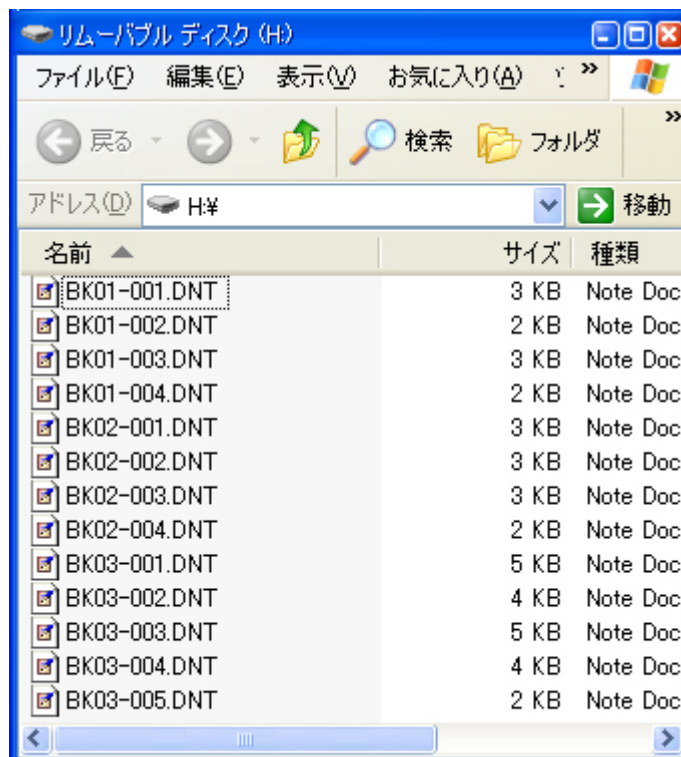 リムーバブル ディスク (H:)
ファイル(F) 編集(E) 表示(V) お気に入り(A) »
戻る 検索 フォルダ »
アドレス(D) H:¥ 移動
名前 サイズ 種類
BK01-001.DNT 3 KB Note Doc
BK01-002.DNT 2 KB Note Doc
BK01-003.DNT 3 KB Note Doc
BK01-004.DNT 2 KB Note Doc
BK02-001.DNT 3 KB Note Doc
BK02-002.DNT 3 KB Note Doc
BK02-003.DNT 3 KB Note Doc
BK02-004.DNT 2 KB Note Doc
BK03-001.DNT 5 KB Note Doc
BK03-002.DNT 4 KB Note Doc
BK03-003.DNT 5 KB Note Doc
BK03-004.DNT 4 KB Note Doc
BK03-005.DNT 2 KB Note Doc